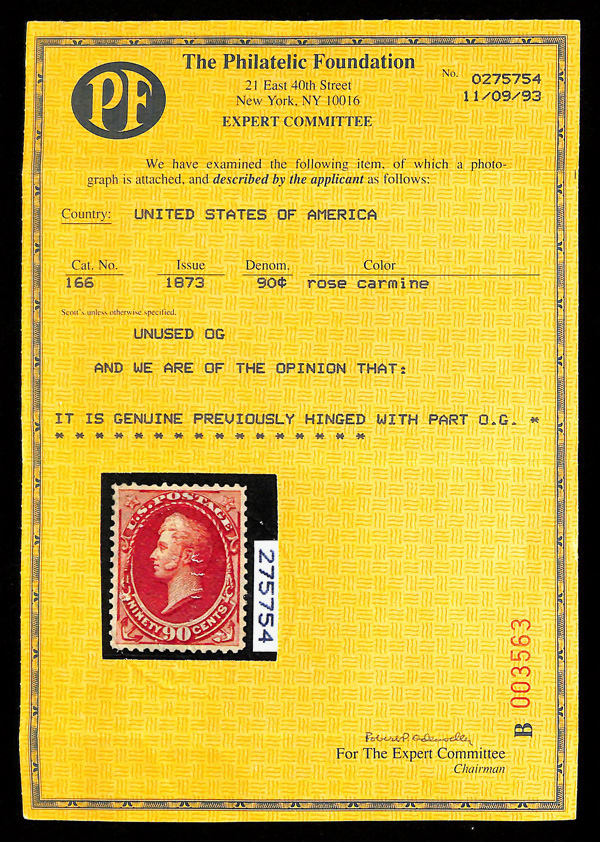 PF
The Philatelic Foundation
21 East 40th Street
New York, NY 10016
EXPERT COMMITTEE
No. 0275754
11/09/93
We have examined the following item, of which a photo-
graph is attached, and described by the applicant as follows:
Country: UNITED STATES OF AMERICA
Cat. No. Issue Denom. Color
166 1873 90¢ rose carmine
Scott's unless otherwise specified.
UNUSED OG
AND WE ARE OF THE OPINION THAT:
IT IS GENUINE PREVIOUSLY HINGED WITH PART O.G. *
* * * * * * * * * * * * * * * *
U.S. POSTAGE
NINETY 90 CENTS
275754
B 003563
For The Expert Committee
Chairman